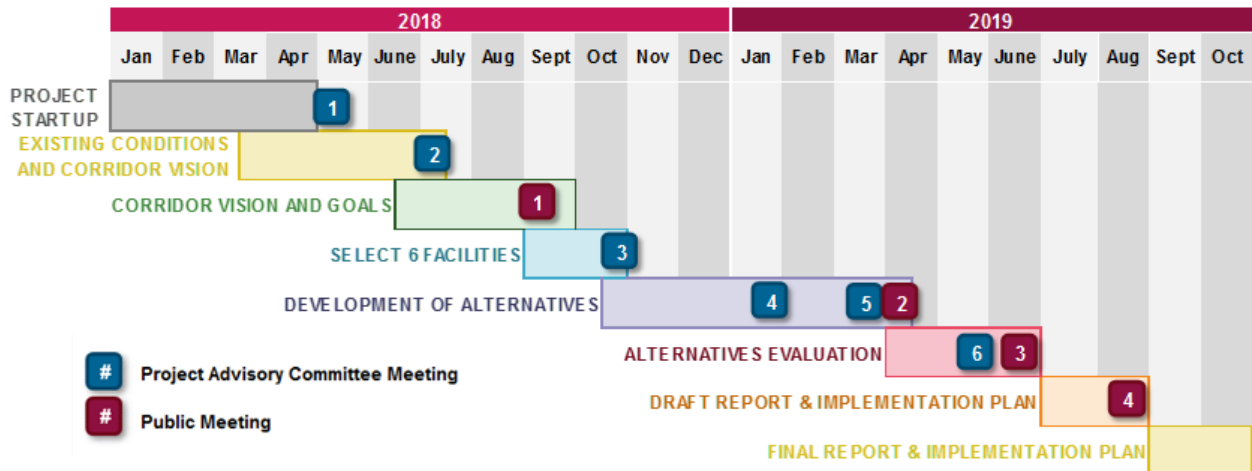 2018 2019
Jan Feb Mar Apr May June July Aug Sept Oct Nov Dec Jan Feb Mar Apr May June July Aug Sept Oct
PROJECT
STARTUP
1
EXISTING CONDITIONS
AND CORRIDOR VISION
2
CORRIDOR VISION AND GOALS
1
SELECT 6 FACILITIES
3
DEVELOPMENT OF ALTERNATIVES
4 5 2
ALTERNATIVES EVALUATION
6 3
# Project Advisory Committee Meeting
DRAFT REPORT & IMPLEMENTATION PLAN
4
# Public Meeting
FINAL REPORT & IMPLEMENTATION PLAN